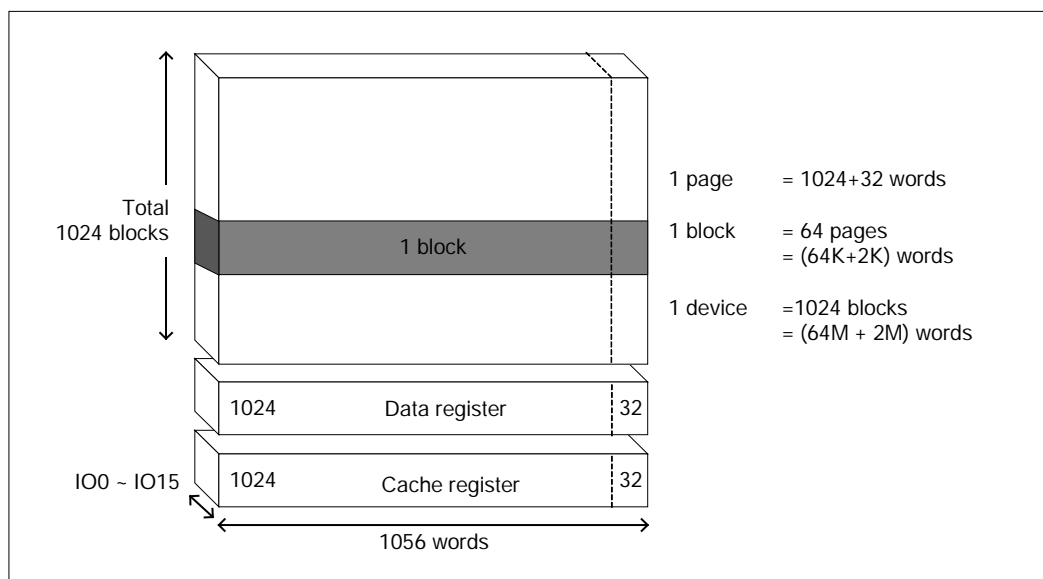 Total
1024 blocks
1 block
1 page = 1024+32 words
1 block = 64 pages
= (64K+2K) words
1 device =1024 blocks
= (64M + 2M) words
1024 Data register 32
IO0 ~ IO15
1024 Cache register 32
1056 words